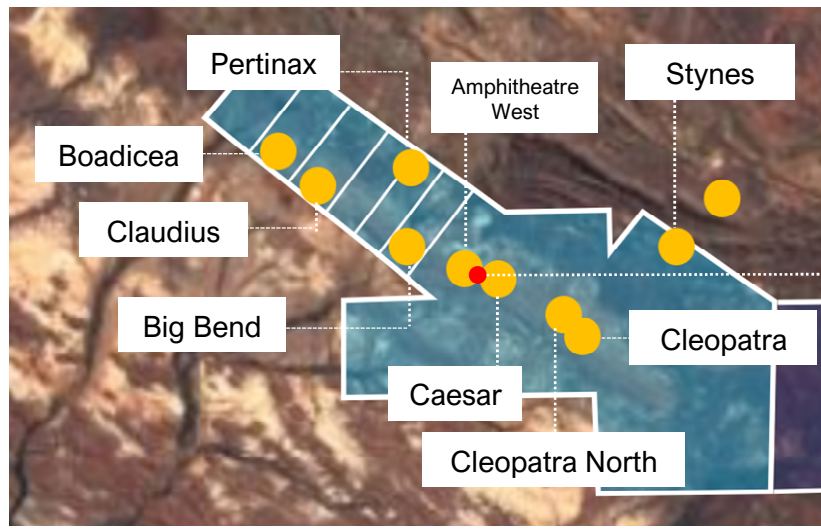 Pertinax
Amphitheatre
West
Stynes
Boadicea
Claudius
Big Bend
Cleopatra
Caesar
Cleopatra North